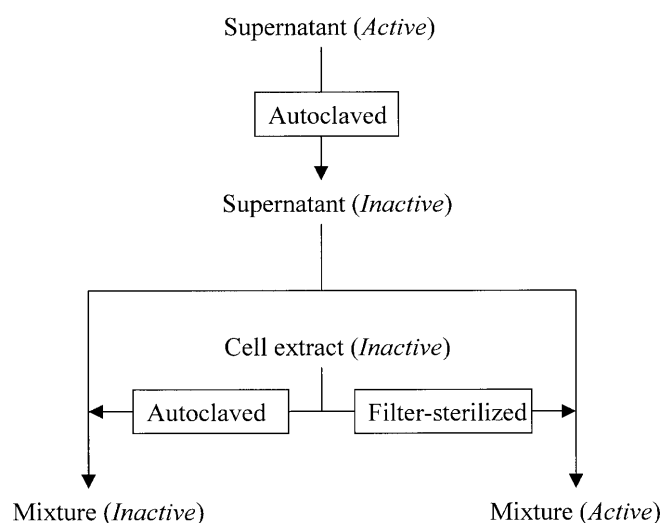 Supernatant (Active)
Autoclaved
Supernatant (Inactive)
Cell extract (Inactive)
Autoclaved
Filter-sterilized
Mixture (Inactive)
Mixture (Active)